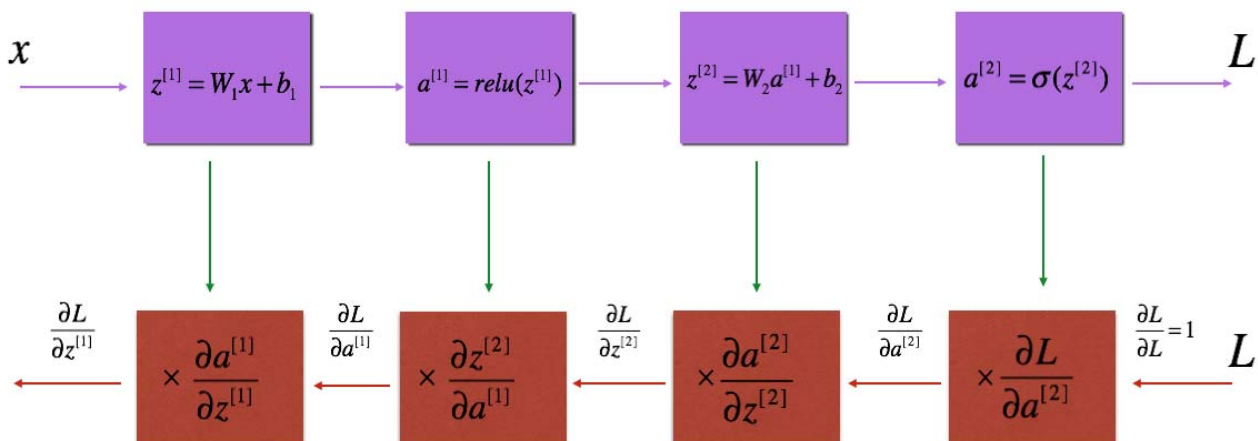 x
z^{[1]} = W_1x + b_1
a^{[1]} = relu(z^{[1]})
z^{[2]} = W_2a^{[1]} + b_2
a^{[2]} = σ(z^{[2]})
L
∂L/∂z^{[1]}
× ∂a^{[1]}/∂z^{[1]}
∂L/∂a^{[1]}
× ∂z^{[2]}/∂a^{[1]}
∂L/∂z^{[2]}
× ∂a^{[2]}/∂z^{[2]}
∂L/∂a^{[2]}
× ∂L/∂a^{[2]}
∂L/∂L = 1
L